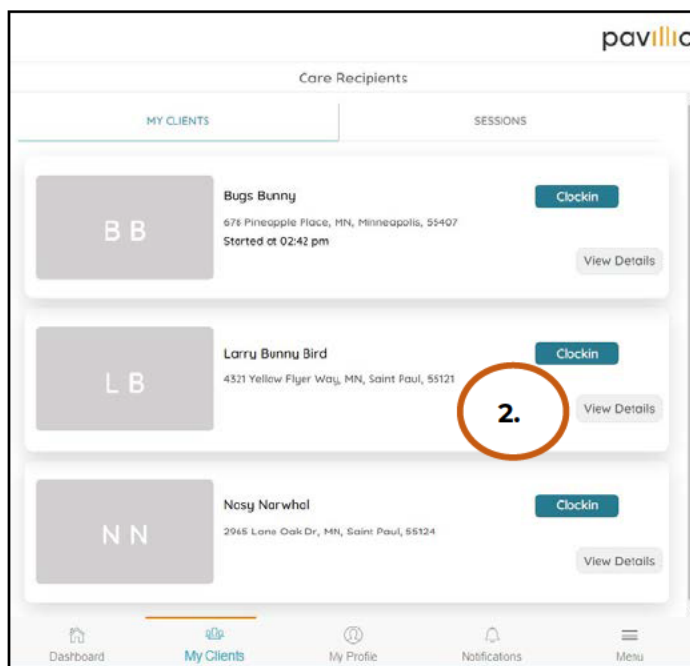 pavillio
Care Recipients
MY CLIENTS SESSIONS
B B
Bugs Bunny
Clockin
676 Pineapple Place, MN, Minneapolis, 55407
Started at 02:42 pm
View Details
L B
Larry Bunny Bird
Clockin
4321 Yellow Flyer Way, MN, Saint Paul, 55121
2.
View Details
N N
Nosy Narwhal
Clockin
2965 Lone Oak Dr, MN, Saint Paul, 55124
View Details
Dashboard My Clients My Profile Notifications Menu